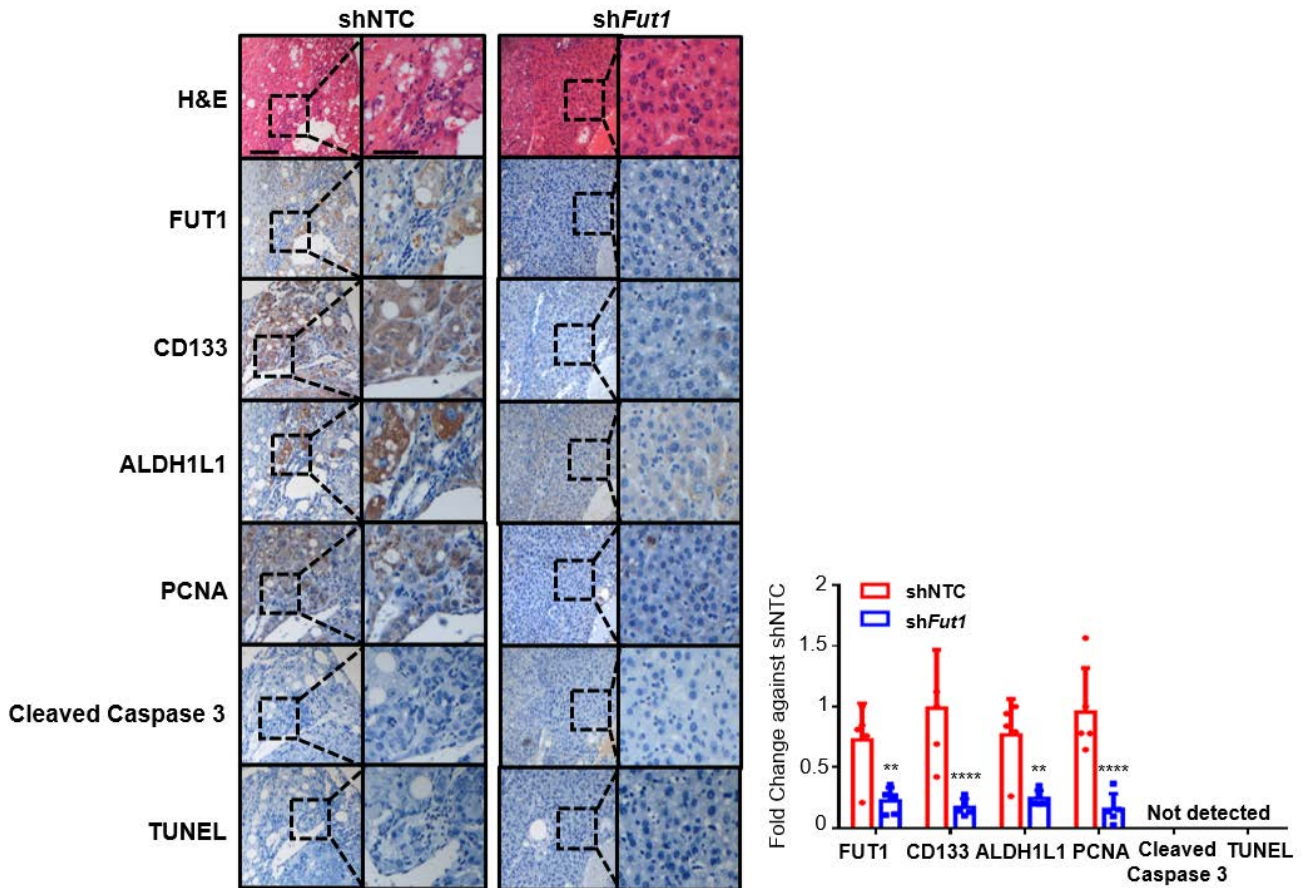 shNTC shFut1
H&E
FUT1
CD133
ALDH1L1
PCNA
Cleaved Caspase 3
TUNEL
Fold Change against shNTC
2
1.5
1
0.5
0
shNTC
shFut1
**
****
**
****
Not detected
FUT1 CD133 ALDH1L1 PCNA Cleaved TUNEL
Caspase 3